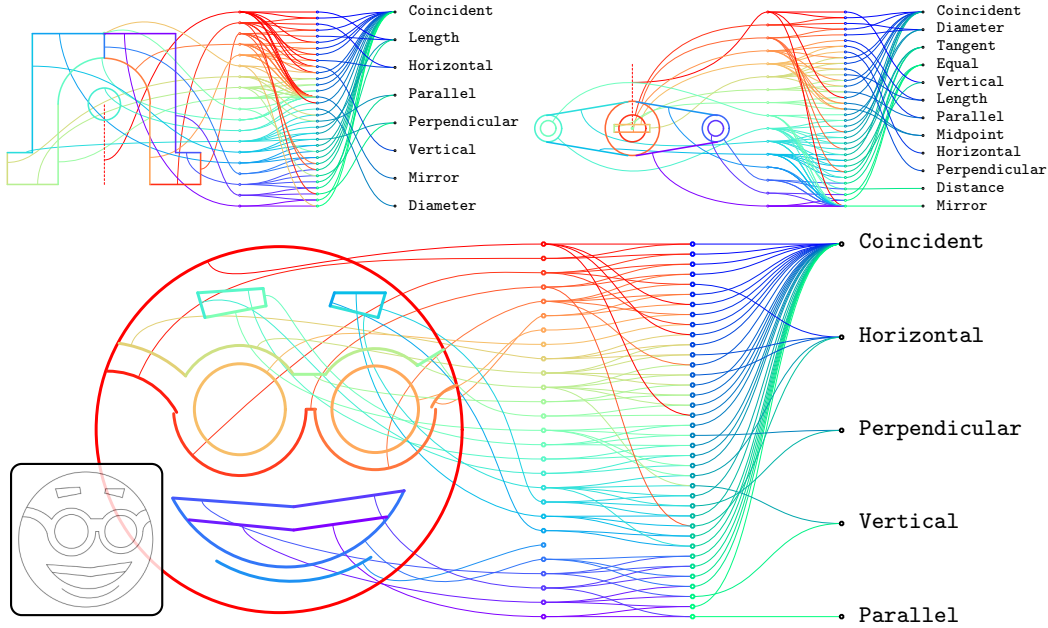 Coincident
Length
Horizontal
Parallel
Perpendicular
Vertical
Mirror
Diameter
Coincident
Diameter
Tangent
Equal
Vertical
Length
Parallel
Midpoint
Horizontal
Perpendicular
Distance
Mirror
Coincident
Horizontal
Perpendicular
Vertical
Parallel